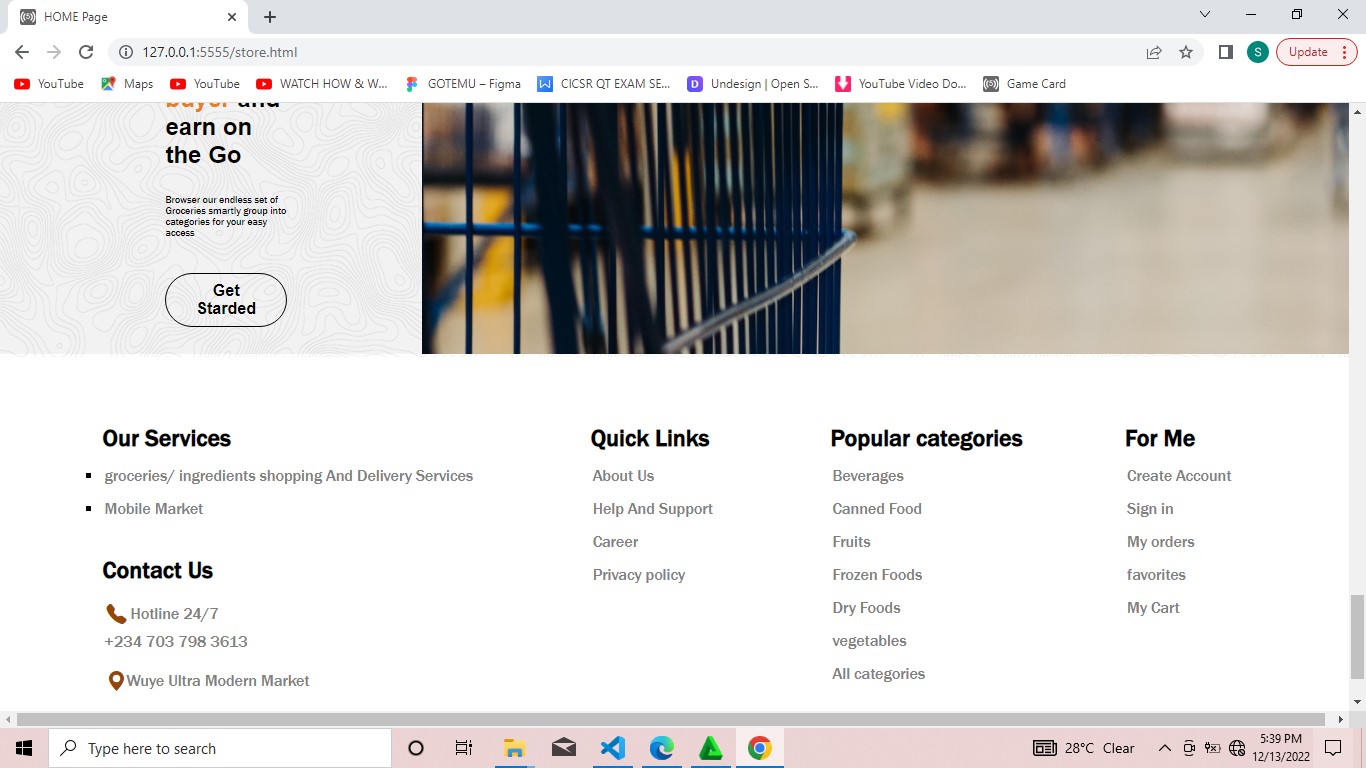 HOME Page
127.0.0.1:5555/store.html
S
Update
YouTube
Maps
YouTube
WATCH HOW & W...
GOTEMU – Figma
CICSR QT EXAM SE...
Undesign | Open S...
YouTube Video Do...
Game Card
buyer and
earn on
the Go
Browser our endless set of
Groceries smartly group into
categories for your easy
access
Get
Starded
Our Services
groceries/ ingredients shopping And Delivery Services
Mobile Market
Contact Us
Hotline 24/7
+234 703 798 3613
Wuye Ultra Modern Market
Quick Links
About Us
Help And Support
Career
Privacy policy
Popular categories
Beverages
Canned Food
Fruits
Frozen Foods
Dry Foods
vegetables
All categories
For Me
Create Account
Sign in
My orders
favorites
My Cart
Type here to search
28°C Clear
5:39 PM
12/13/2022